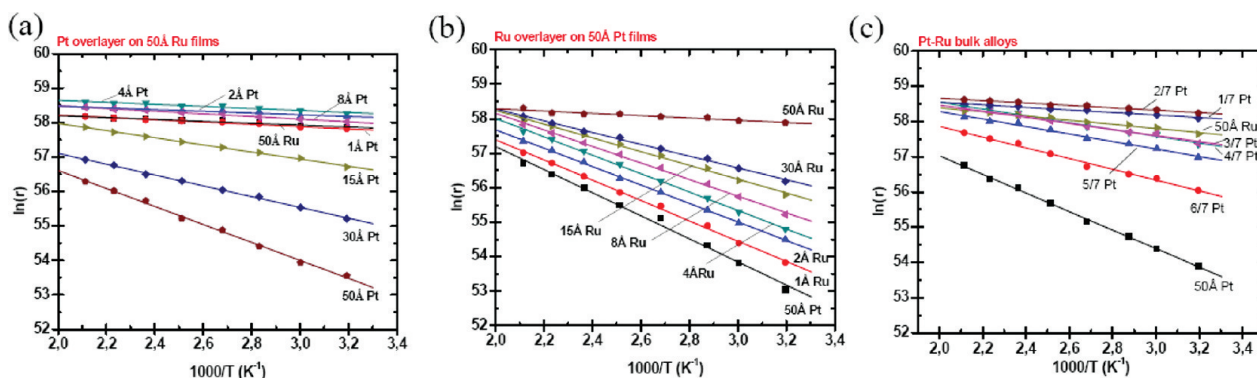 (a)
Pt overlayer on 50Å Ru films
60
59
58
57
56
55
54
53
52
ln(r)
4Å Pt
2Å Pt
8Å Pt
50Å Ru
1Å Pt
15Å Pt
30Å Pt
50Å Pt
2,0 2,2 2,4 2,6 2,8 3,0 3,2 3,4
1000/T (K⁻¹)
(b)
Ru overlayer on 50Å Pt films
60
59
58
57
56
55
54
53
52
ln(r)
50Å Ru
30Å Ru
15Å Ru
8Å Ru
4ÅRu
2Å Ru
1Å Ru
50Å Pt
2,0 2,2 2,4 2,6 2,8 3,0 3,2 3,4
1000/T (K⁻¹)
(c)
Pt-Ru bulk alloys
60
59
58
57
56
55
54
53
52
ln(r)
2/7 Pt
1/7 Pt
50Å Ru
3/7 Pt
4/7 Pt
5/7 Pt
6/7 Pt
50Å Pt
2,0 2,2 2,4 2,6 2,8 3,0 3,2 3,4
1000/T (K⁻¹)